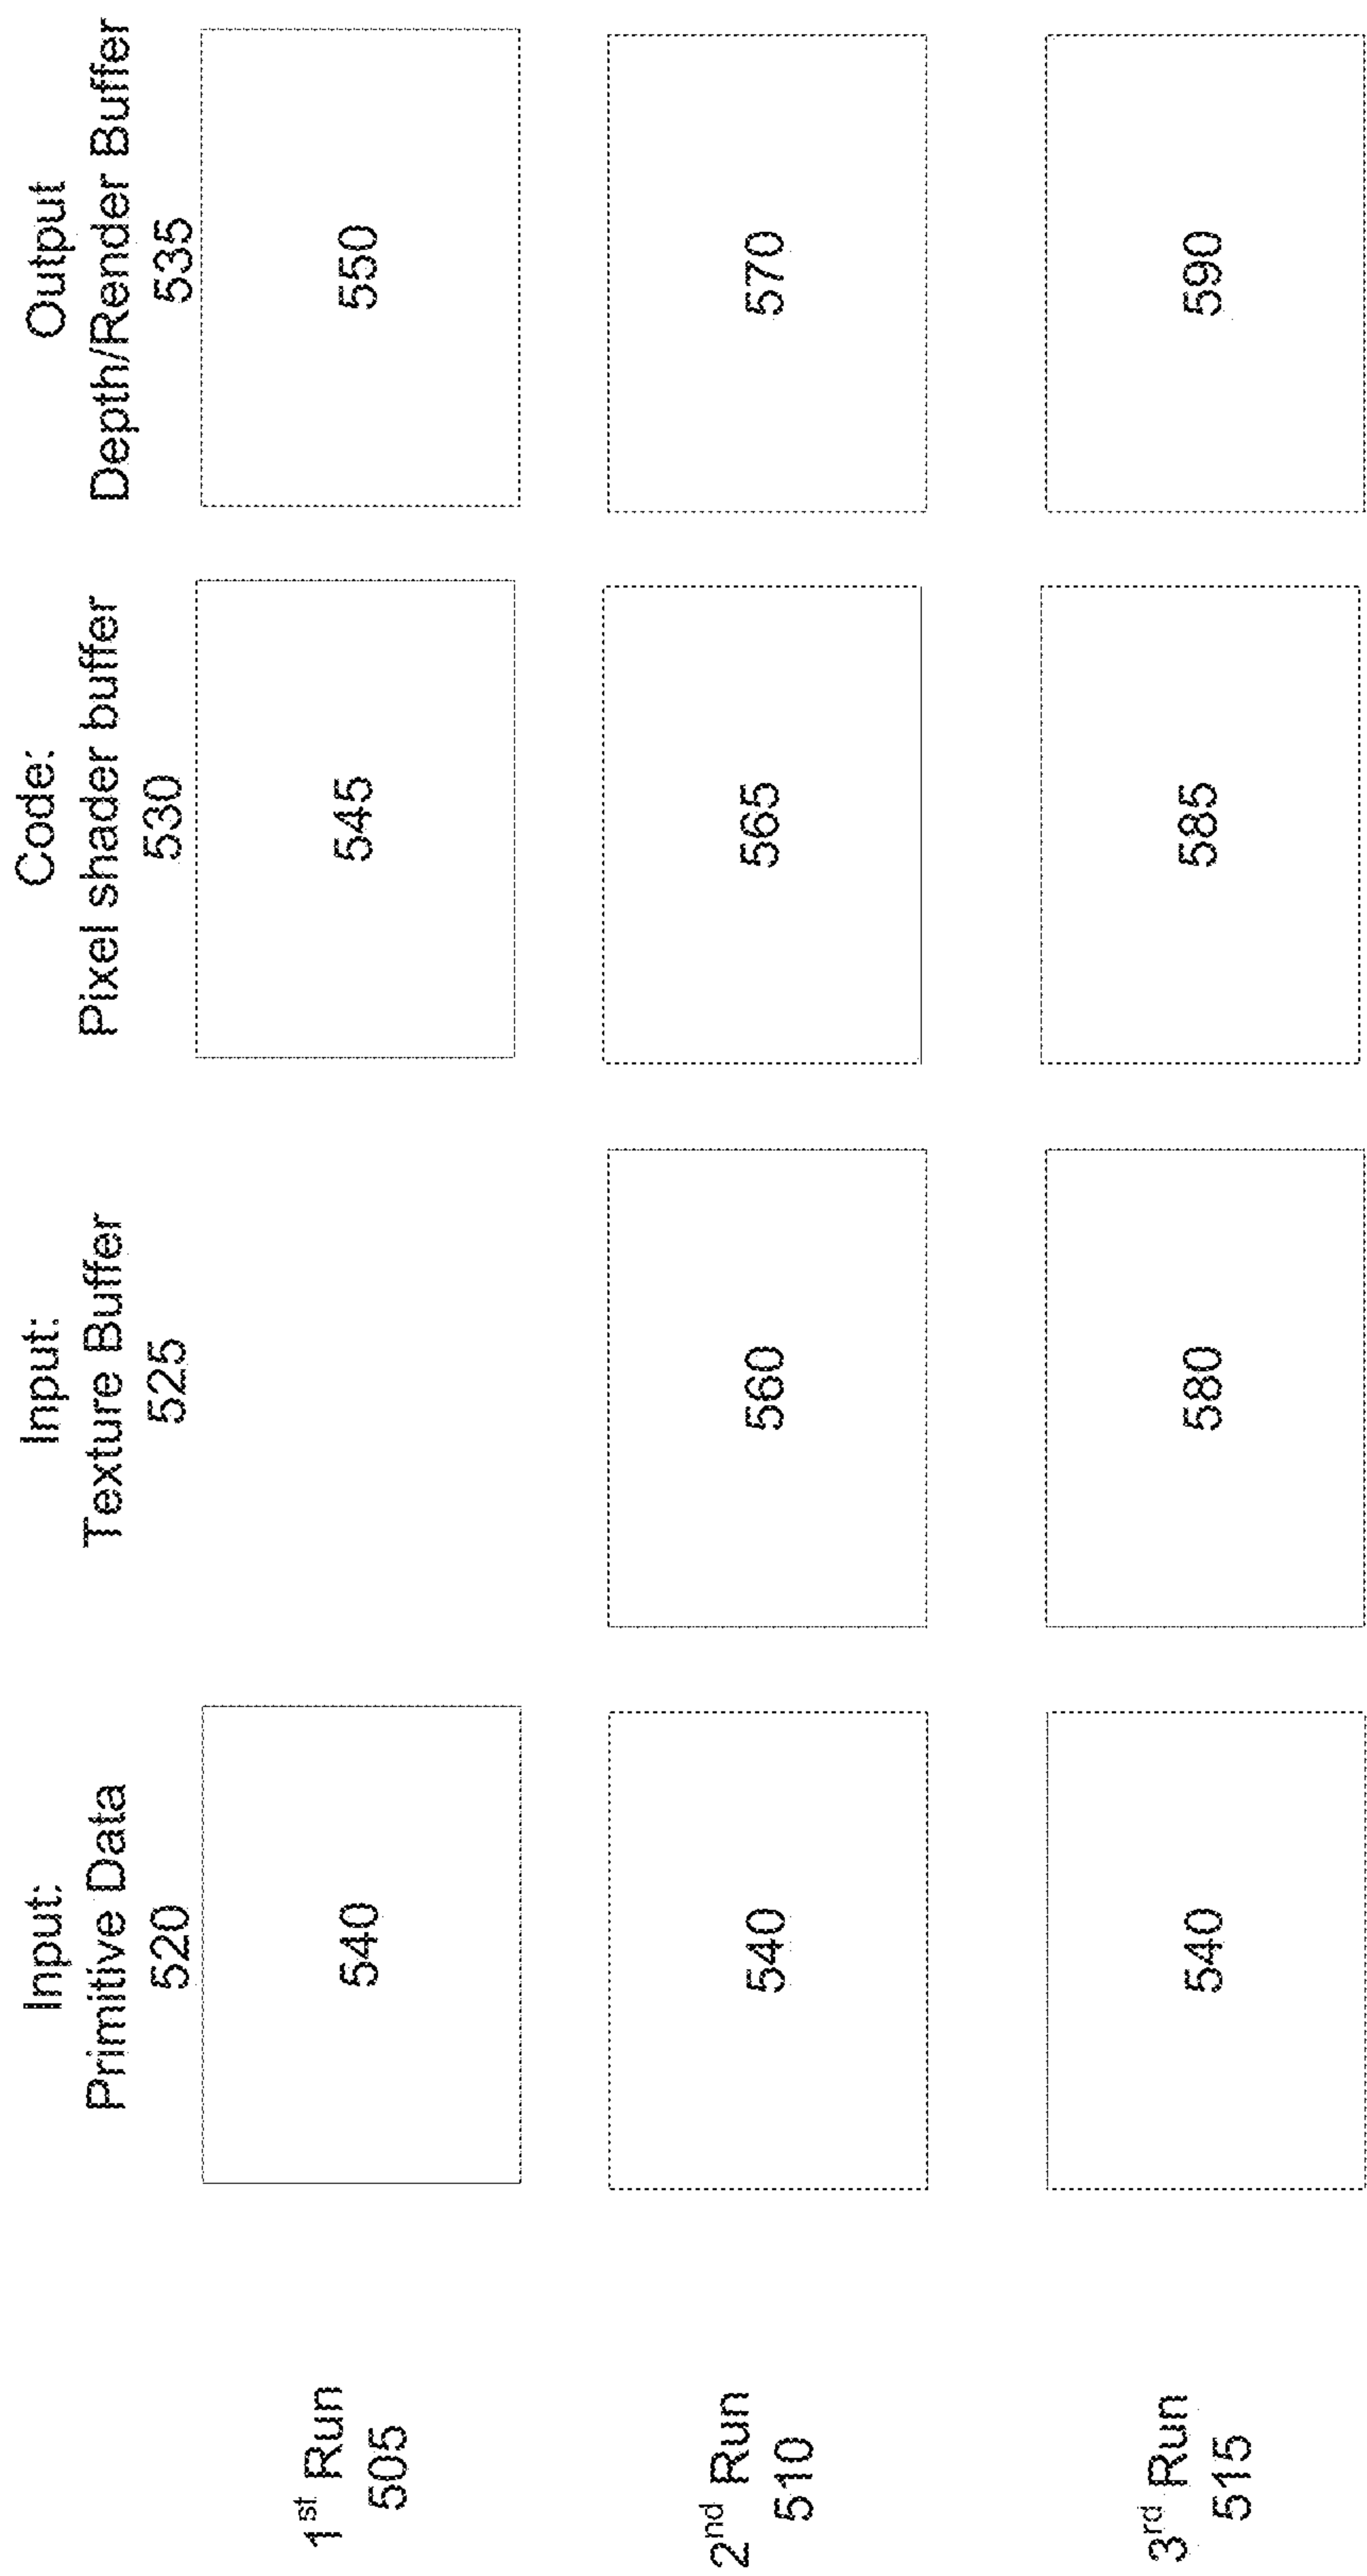 Input:
Primitive Data
520
Input:
Texture Buffer
525
Code:
Pixel shader buffer
530
Output
Depth/Render Buffer
535
1st Run
505
540
545
550
2nd Run
510
540
560
565
570
3rd Run
515
540
580
585
590